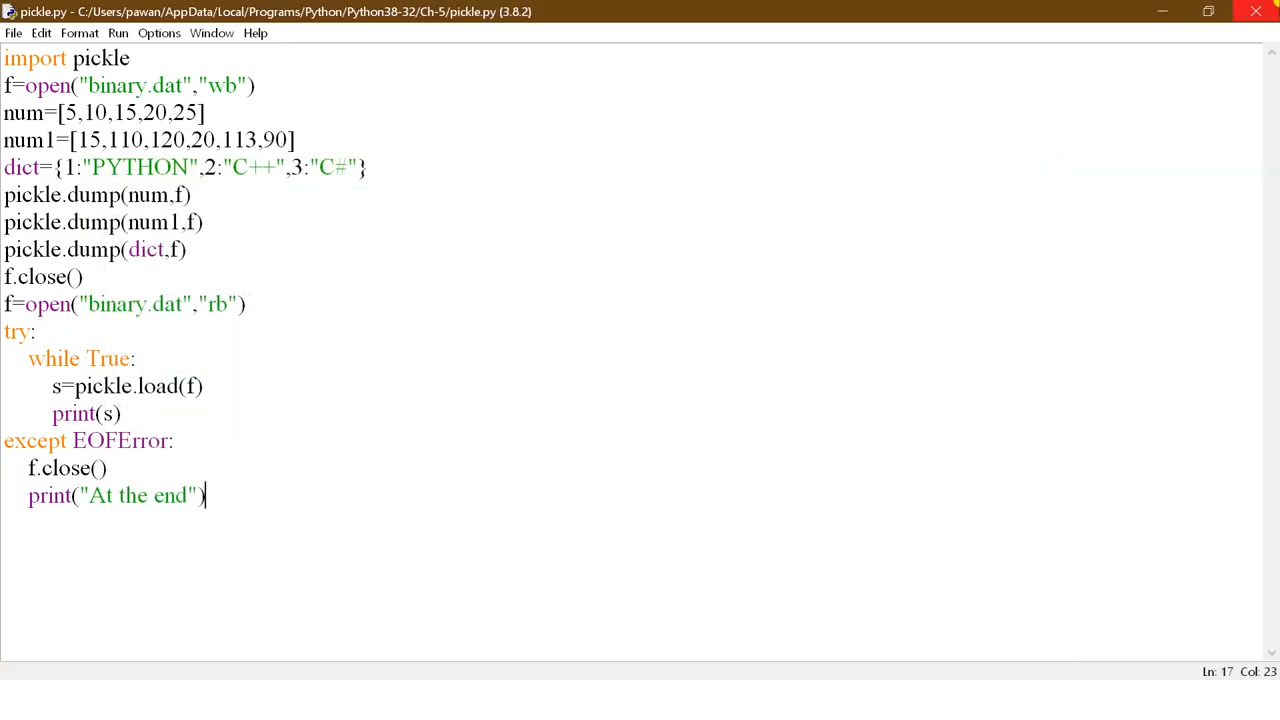 pickle.py - C:/Users/pawan/AppData/Local/Programs/Python/Python38-32/Ch-5/pickle.py (3.8.2)
File Edit Format Run Options Window Help
import pickle
f=open("binary.dat","wb")
num=[5,10,15,20,25]
num1=[15,110,120,20,113,90]
dict={1:"PYTHON",2:"C++",3:"C#"}
pickle.dump(num,f)
pickle.dump(num1,f)
pickle.dump(dict,f)
f.close()
f=open("binary.dat","rb")
try:
    while True:
        s=pickle.load(f)
        print(s)
except EOFError:
    f.close()
    print("At the end")
Ln: 17 Col: 23